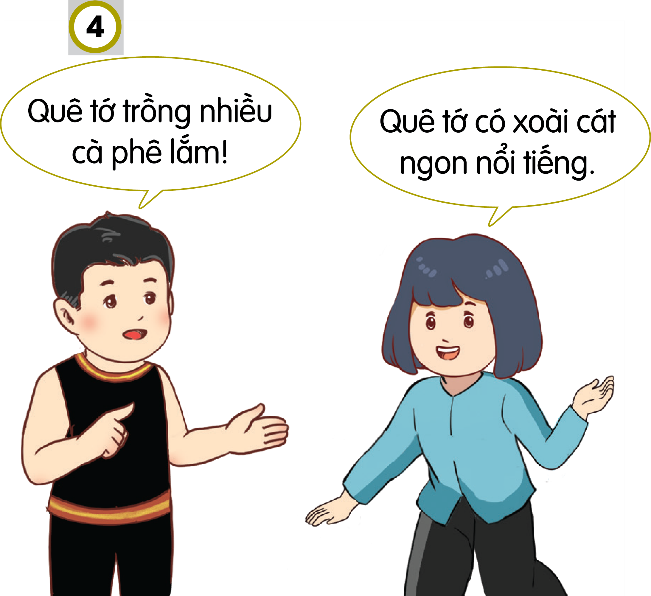 4
Quê tớ trồng nhiều
cà phê lắm!
Quê tớ có xoài cát
ngon nổi tiếng.